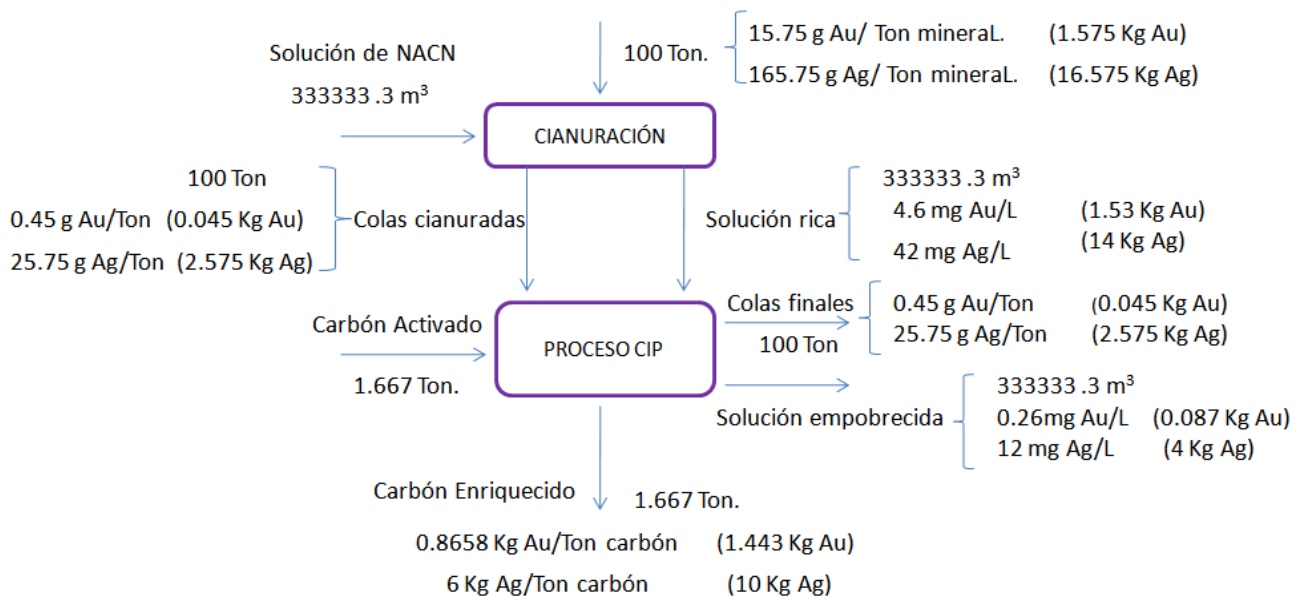 Solución de NACN
333333 .3 m³
100 Ton.
15.75 g Au/ Ton mineraL. (1.575 Kg Au)
165.75 g Ag/ Ton mineraL. (16.575 Kg Ag)
CIANURACIÓN
100 Ton
0.45 g Au/Ton (0.045 Kg Au)
25.75 g Ag/Ton (2.575 Kg Ag)
Colas cianuradas
Solución rica
333333 .3 m³
4.6 mg Au/L (1.53 Kg Au)
42 mg Ag/L (14 Kg Ag)
Carbón Activado
1.667 Ton.
PROCESO CIP
Colas finales
100 Ton
0.45 g Au/Ton (0.045 Kg Au)
25.75 g Ag/Ton (2.575 Kg Ag)
Solución empobrecida
333333 .3 m³
0.26mg Au/L (0.087 Kg Au)
12 mg Ag/L (4 Kg Ag)
Carbón Enriquecido
1.667 Ton.
0.8658 Kg Au/Ton carbón (1.443 Kg Au)
6 Kg Ag/Ton carbón (10 Kg Ag)